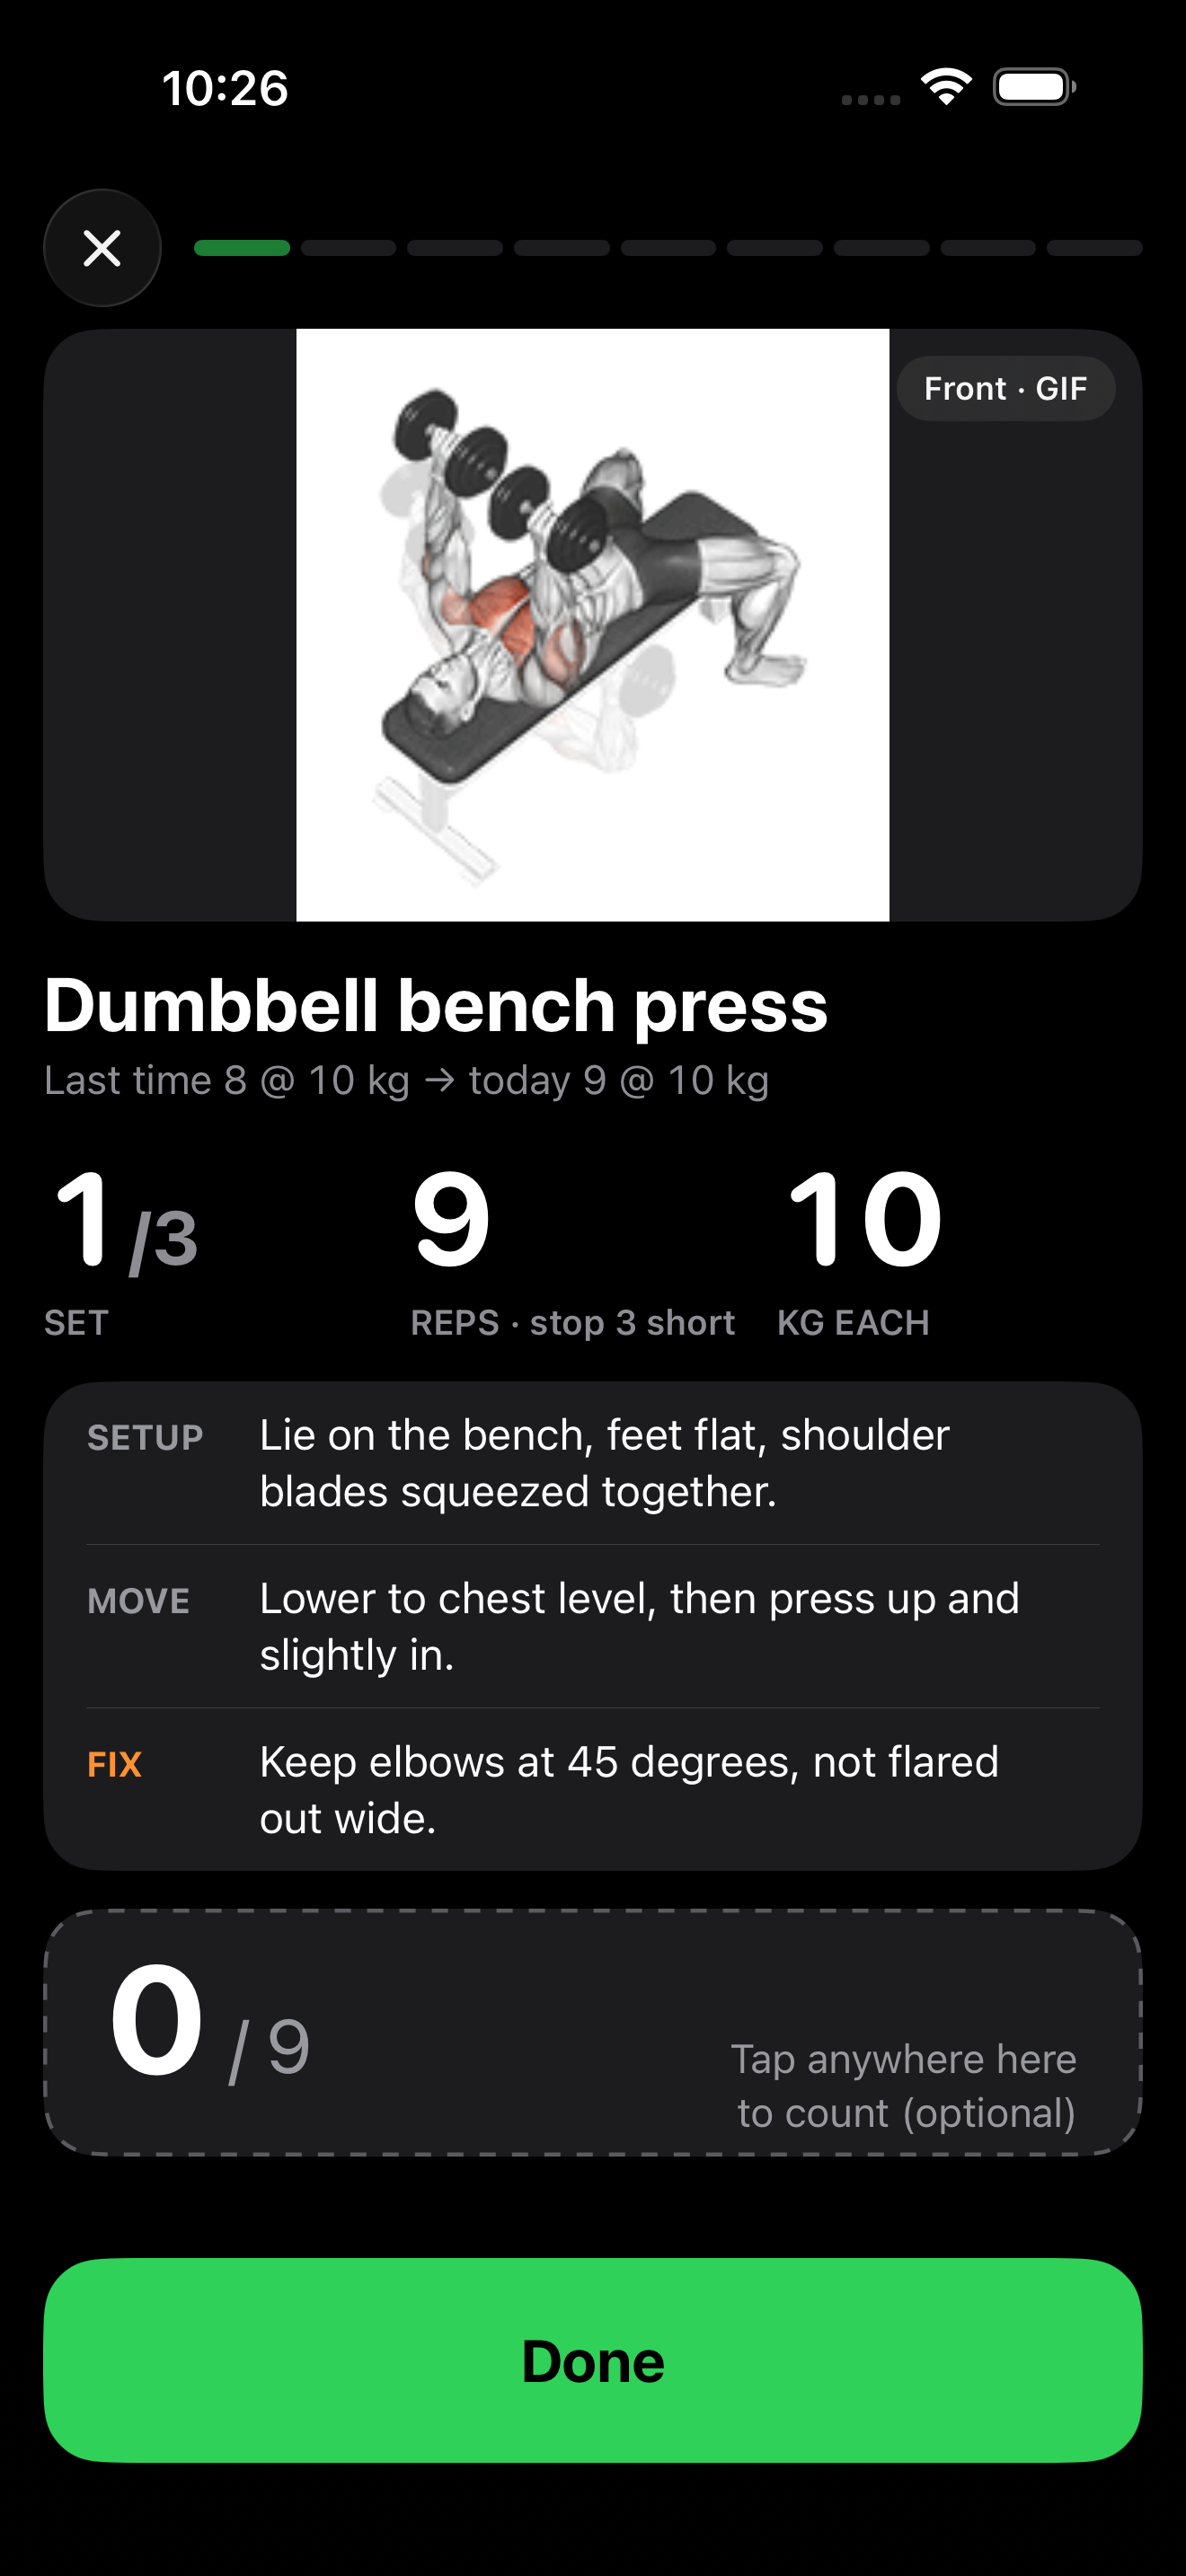 10:26
Front · GIF
Dumbbell bench press
Last time 8 @ 10 kg → today 9 @ 10 kg
1/3 9 10
SET REPS · stop 3 short KG EACH
SETUP Lie on the bench, feet flat, shoulder
blades squeezed together.
MOVE Lower to chest level, then press up and
slightly in.
FIX Keep elbows at 45 degrees, not flared
out wide.
0 / 9
Tap anywhere here
to count (optional)
Done